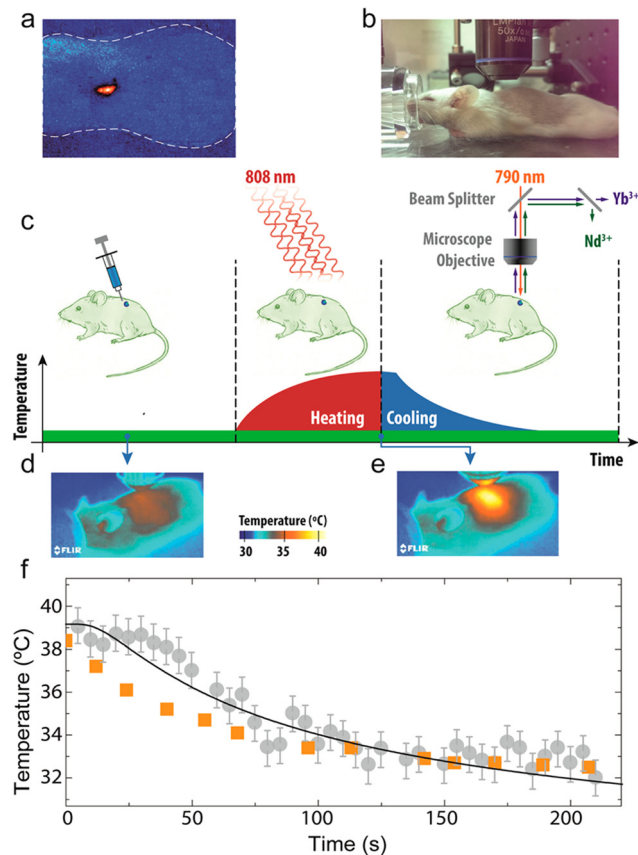 a
b
LMPlan
50x/
JAPAN
808 nm
790 nm
Beam Splitter
Yb³⁺
Nd³⁺
c
Microscope
Objective
Temperature
Heating
Cooling
Time
d
e
Temperature (ºC)
30 35 40
FLIR
FLIR
f
Temperature (ºC)
40
38
36
34
32
0 50 100 150 200
Time (s)